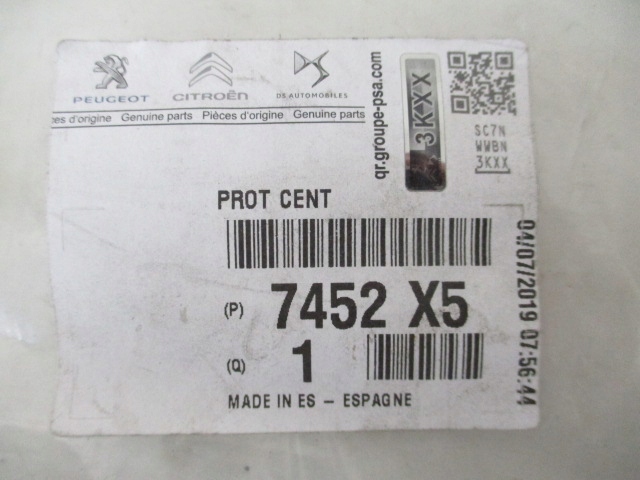 PEUGEOT CITROËN DS AUTOMOBILES
es d'origine Genuine parts Pièces d'origine Genuine parts
qr.groupe-psa.com
3KXX
SC7N
WWBN
3KXX
PROT CENT
(P) 7452 X5
(Q) 1
MADE IN ES - ESPAGNE
04/07/2019 07:56:44